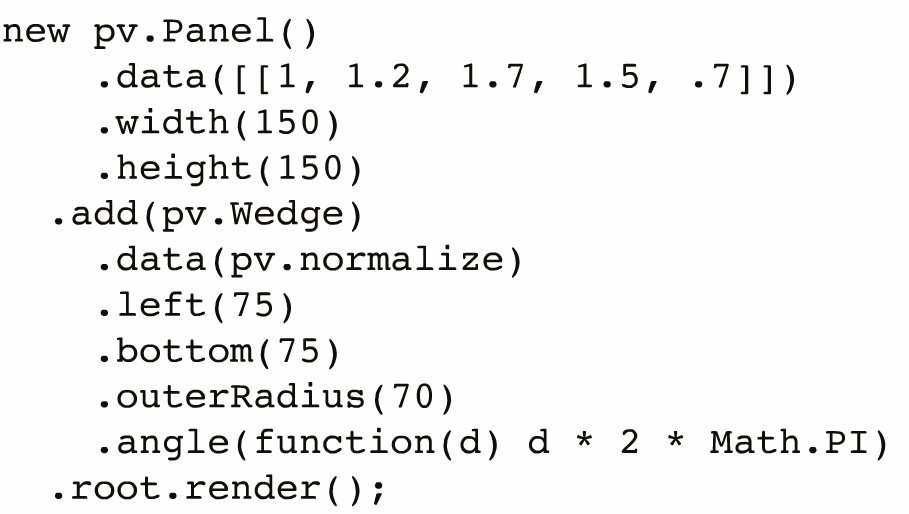 new pv.Panel()
    .data([[1, 1.2, 1.7, 1.5, .7]])
    .width(150)
    .height(150)
  .add(pv.Wedge)
    .data(pv.normalize)
    .left(75)
    .bottom(75)
    .outerRadius(70)
    .angle(function(d) d * 2 * Math.PI)
  .root.render();